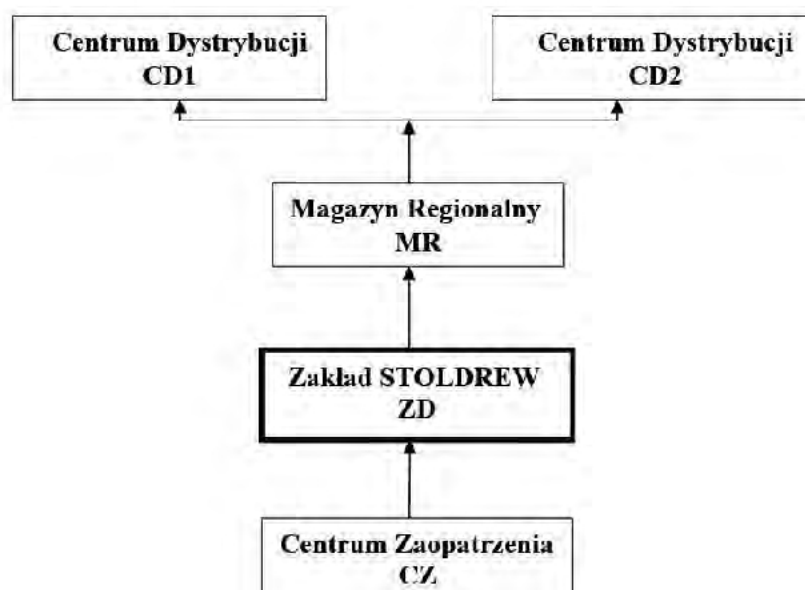 Centrum Dystrybucji
CD1
Centrum Dystrybucji
CD2
Magazyn Regionalny
MR
Zakład STOLDREW
ZD
Centrum Zaopatrzenia
CZ